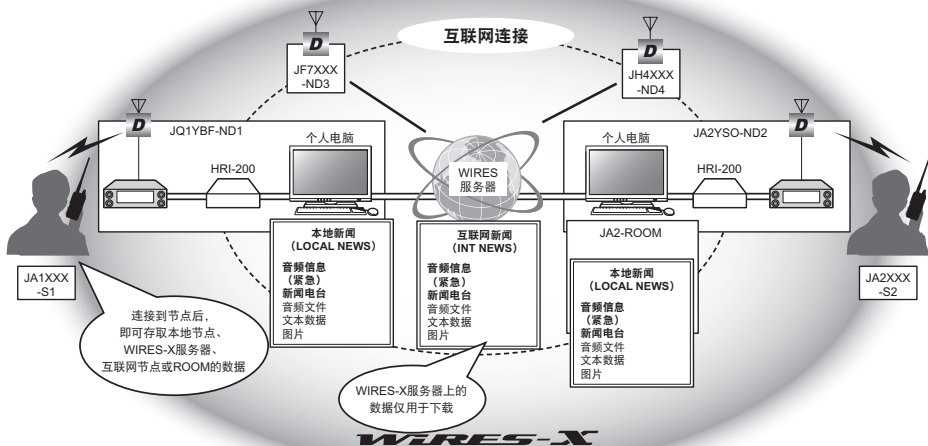 互联网连接
D
JF7XXX
-ND3
D
JH4XXX
-ND4
D
JQ1YBF-ND1
个人电脑
HRI-200
WIRES
服务器
个人电脑
JA2YSO-ND2
D
HRI-200
JA1XXX
-S1
本地新闻
（LOCAL NEWS）
音频信息
（紧急）
新闻电台
音频文件
文本数据
图片
互联网新闻
（INT NEWS）
音频信息
（紧急）
新闻电台
音频文件
文本数据
图片
JA2-ROOM
本地新闻
（LOCAL NEWS）
音频信息
（紧急）
新闻电台
音频文件
文本数据
图片
JA2XXX
-S2
连接到节点后，
即可存取本地节点、
WIRES-X服务器、
互联网节点或ROOM的数据
WIRES-X服务器上的
数据仅用于下载
WiRES-X